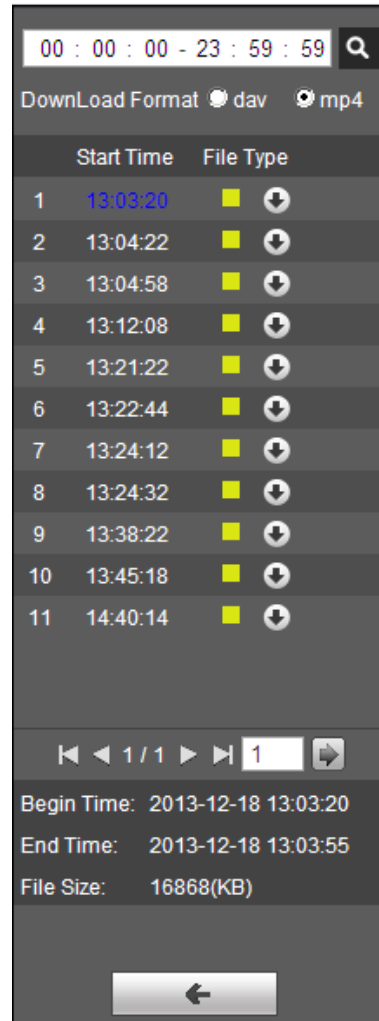 00 : 00 : 00 - 23 : 59 : 59
DownLoad Format dav mp4
Start Time File Type
1 13:03:20
2 13:04:22
3 13:04:58
4 13:12:08
5 13:21:22
6 13:22:44
7 13:24:12
8 13:24:32
9 13:38:22
10 13:45:18
11 14:40:14
1 / 1 1
Begin Time: 2013-12-18 13:03:20
End Time: 2013-12-18 13:03:55
File Size: 16868(KB)